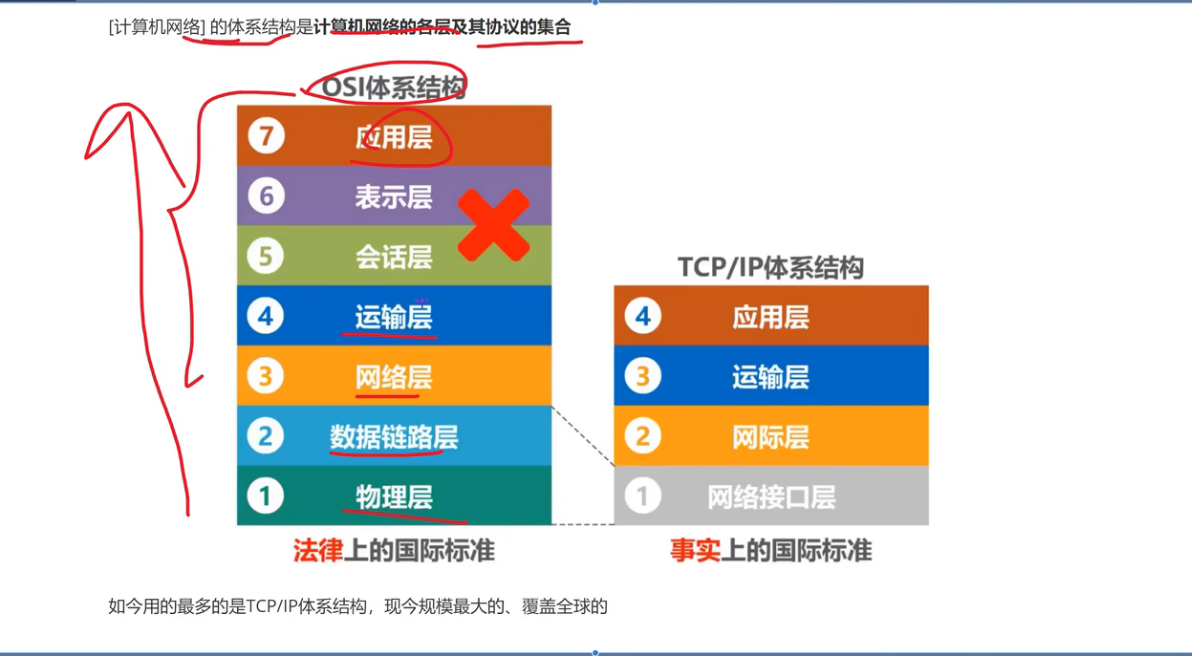 [计算机网络] 的体系结构是计算机网络的各层及其协议的集合
OSI体系结构
7 应用层
6 表示层
5 会话层
4 运输层
3 网络层
2 数据链路层
1 物理层
法律上的国际标准
TCP/IP体系结构
4 应用层
3 运输层
2 网际层
1 网络接口层
事实上的国际标准
如今用的最多的是TCP/IP体系结构，现今规模最大的、覆盖全球的